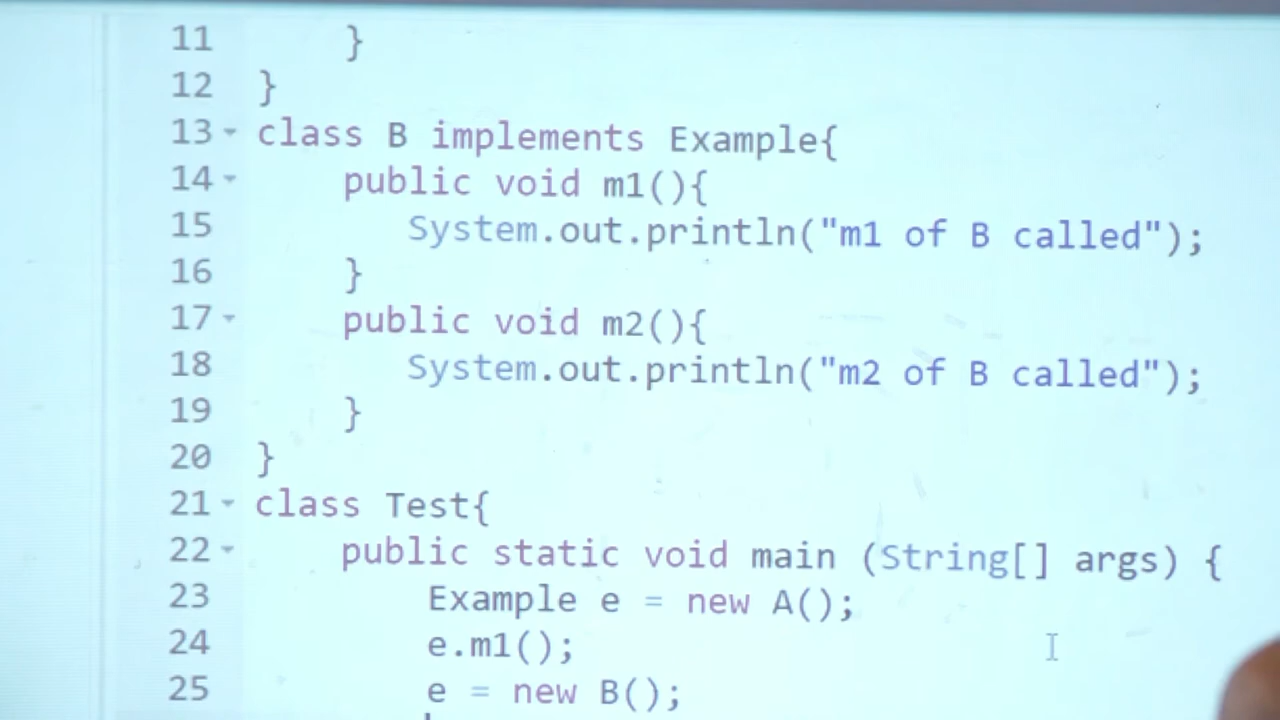 11 }
12 }
13 class B implements Example{
14 public void m1(){
15 System.out.println("m1 of B called");
16 }
17 public void m2(){
18 System.out.println("m2 of B called");
19 }
20 }
21 class Test{
22 public static void main (String[] args) {
23 Example e = new A();
24 e.m1();
25 e = new B();